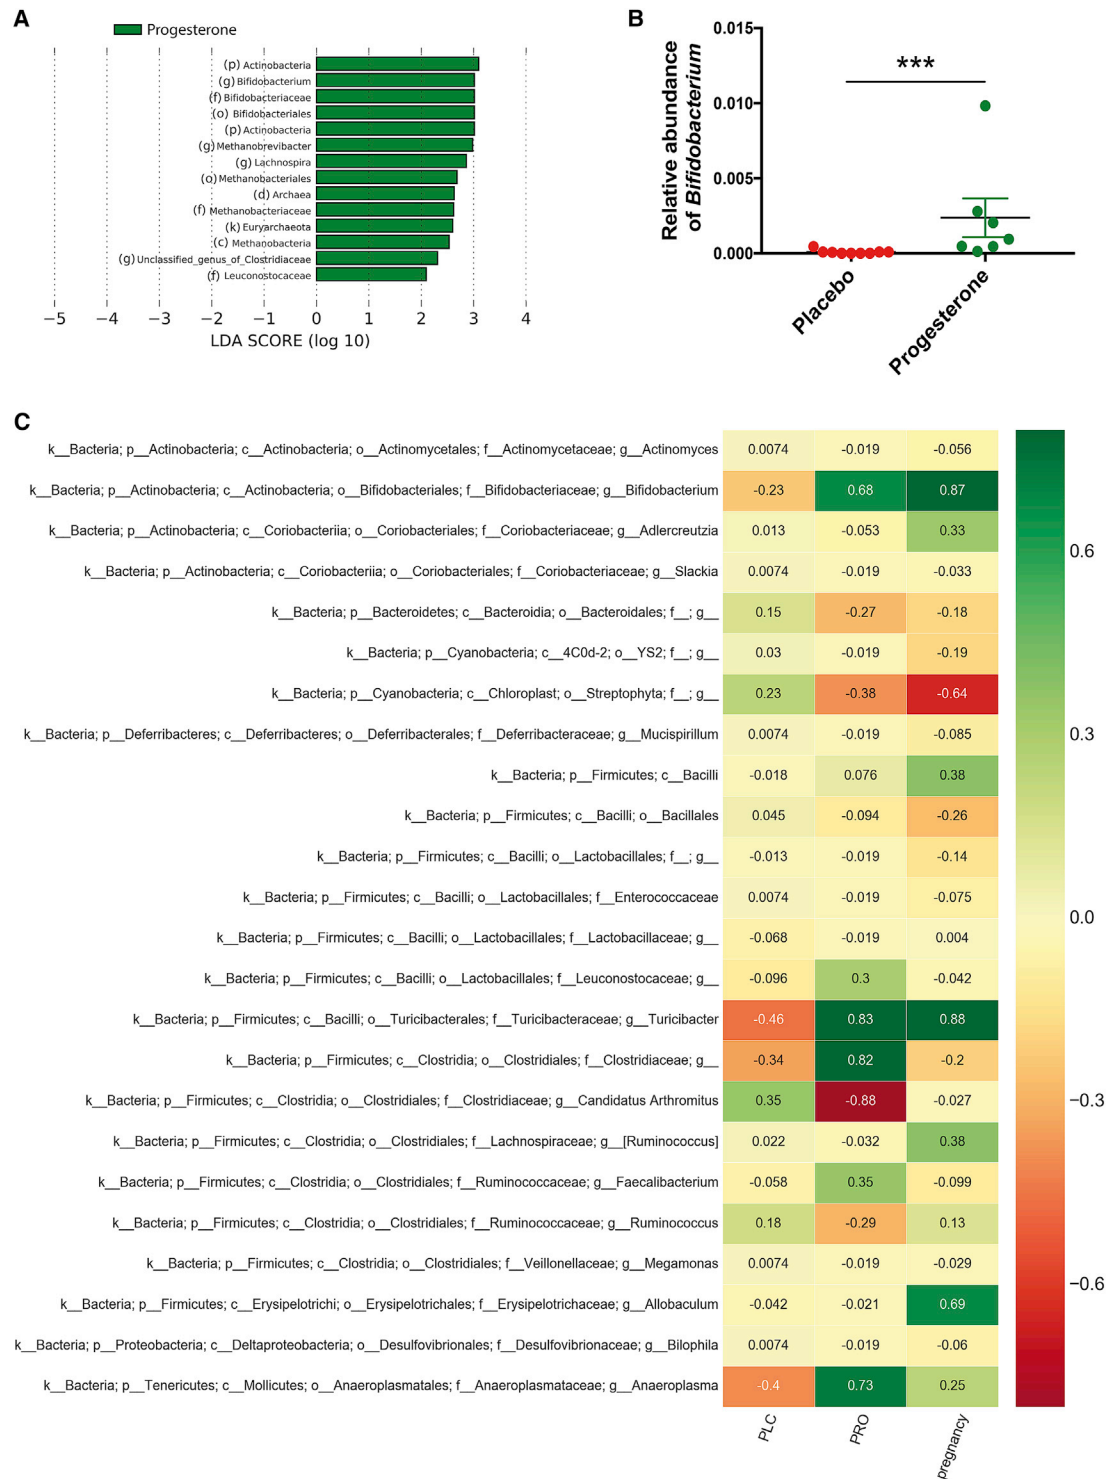 A
Progesterone
(p) Actinobacteria
(g) Bifidobacterium
(f) Bifidobacteriaceae
(o) Bifidobacteriales
(p) Actinobacteria
(g) Methanobrevibacter
(g) Lachnospira
(o) Methanobacteriales
(d) Archaea
(f) Methanobacteriaceae
(k) Euryarchaeota
(c) Methanobacteria
(g) Unclassified_genus_of_Clostridiaceae
(f) Leuconostocaceae
−5 −4 −3 −2 −1 0 1 2 3 4
LDA SCORE (log 10)
B
Relative abundance
of Bifidobacterium
0.015
0.010
0.005
0.000
***
Placebo
Progesterone
C
k__Bacteria; p__Actinobacteria; c__Actinobacteria; o__Actinomycetales; f__Actinomycetaceae; g__Actinomyces 0.0074 -0.019 -0.056
k__Bacteria; p__Actinobacteria; c__Actinobacteria; o__Bifidobacteriales; f__Bifidobacteriaceae; g__Bifidobacterium -0.23 0.68 0.87
k__Bacteria; p__Actinobacteria; c__Coriobacteriia; o__Coriobacteriales; f__Coriobacteriaceae; g__Adlercreutzia 0.013 -0.053 0.33
k__Bacteria; p__Actinobacteria; c__Coriobacteriia; o__Coriobacteriales; f__Coriobacteriaceae; g__Slackia 0.0074 -0.019 -0.033
k__Bacteria; p__Bacteroidetes; c__Bacteroidia; o__Bacteroidales; f__; g__ 0.15 -0.27 -0.18
k__Bacteria; p__Cyanobacteria; c__4C0d-2; o__YS2; f__; g__ 0.03 -0.019 -0.19
k__Bacteria; p__Cyanobacteria; c__Chloroplast; o__Streptophyta; f__; g__ 0.23 -0.38 -0.64
k__Bacteria; p__Deferribacteres; c__Deferribacteres; o__Deferribacterales; f__Deferribacteraceae; g__Mucispirillum 0.0074 -0.019 -0.085
k__Bacteria; p__Firmicutes; c__Bacilli -0.018 0.076 0.38
k__Bacteria; p__Firmicutes; c__Bacilli; o__Bacillales 0.045 -0.094 -0.26
k__Bacteria; p__Firmicutes; c__Bacilli; o__Lactobacillales; f__; g__ -0.013 -0.019 -0.14
k__Bacteria; p__Firmicutes; c__Bacilli; o__Lactobacillales; f__Enterococcaceae 0.0074 -0.019 -0.075
k__Bacteria; p__Firmicutes; c__Bacilli; o__Lactobacillales; f__Lactobacillaceae; g__ -0.068 -0.019 0.004
k__Bacteria; p__Firmicutes; c__Bacilli; o__Lactobacillales; f__Leuconostocaceae; g__ -0.096 0.3 -0.042
k__Bacteria; p__Firmicutes; c__Bacilli; o__Turicibacterales; f__Turicibacteraceae; g__Turicibacter -0.46 0.83 0.88
k__Bacteria; p__Firmicutes; c__Clostridia; o__Clostridiales; f__Clostridiaceae; g__ -0.34 0.82 -0.2
k__Bacteria; p__Firmicutes; c__Clostridia; o__Clostridiales; f__Clostridiaceae; g__Candidatus Arthromitus 0.35 -0.88 -0.027
k__Bacteria; p__Firmicutes; c__Clostridia; o__Clostridiales; f__Lachnospiraceae; g__[Ruminococcus] 0.022 -0.032 0.38
k__Bacteria; p__Firmicutes; c__Clostridia; o__Clostridiales; f__Ruminococcaceae; g__Faecalibacterium -0.058 0.35 -0.099
k__Bacteria; p__Firmicutes; c__Clostridia; o__Clostridiales; f__Ruminococcaceae; g__Ruminococcus 0.18 -0.29 0.13
k__Bacteria; p__Firmicutes; c__Clostridia; o__Clostridiales; f__Veillonellaceae; g__Megamonas 0.0074 -0.019 -0.029
k__Bacteria; p__Firmicutes; c__Erysipelotrichi; o__Erysipelotrichales; f__Erysipelotrichaceae; g__Allobaculum -0.042 -0.021 0.69
k__Bacteria; p__Proteobacteria; c__Deltaproteobacteria; o__Desulfovibrionales; f__Desulfovibrionaceae; g__Bilophila 0.0074 -0.019 -0.06
k__Bacteria; p__Tenericutes; c__Mollicutes; o__Anaeroplasmatales; f__Anaeroplasmataceae; g__Anaeroplasma -0.4 0.73 0.25
PLC PRO pregnancy
0.6
0.3
0.0
−0.3
−0.6